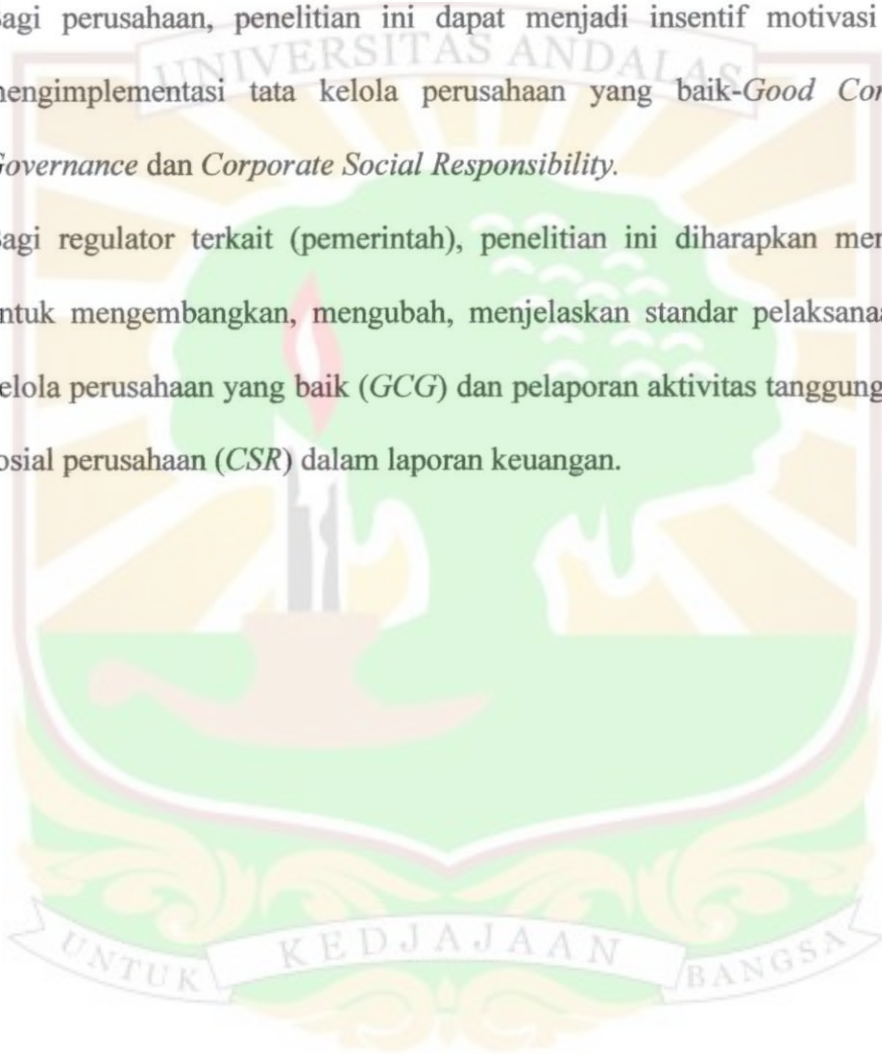 agi perusahaan, penelitian ini dapat menjadi insentif motivasi
UNIVERSITAS ANDALAS
mengimplementasi tata kelola perusahaan yang baik-Good Cor
Governance dan Corporate Social Responsibility.
agi regulator terkait (pemerintah), penelitian ini diharapkan mer
ntuk mengembangkan, mengubah, menjelaskan standar pelaksanaa
elola perusahaan yang baik (GCG) dan pelaporan aktivitas tanggung
osial perusahaan (CSR) dalam laporan keuangan.
UNTUK KEDJAJAAN BANGSA